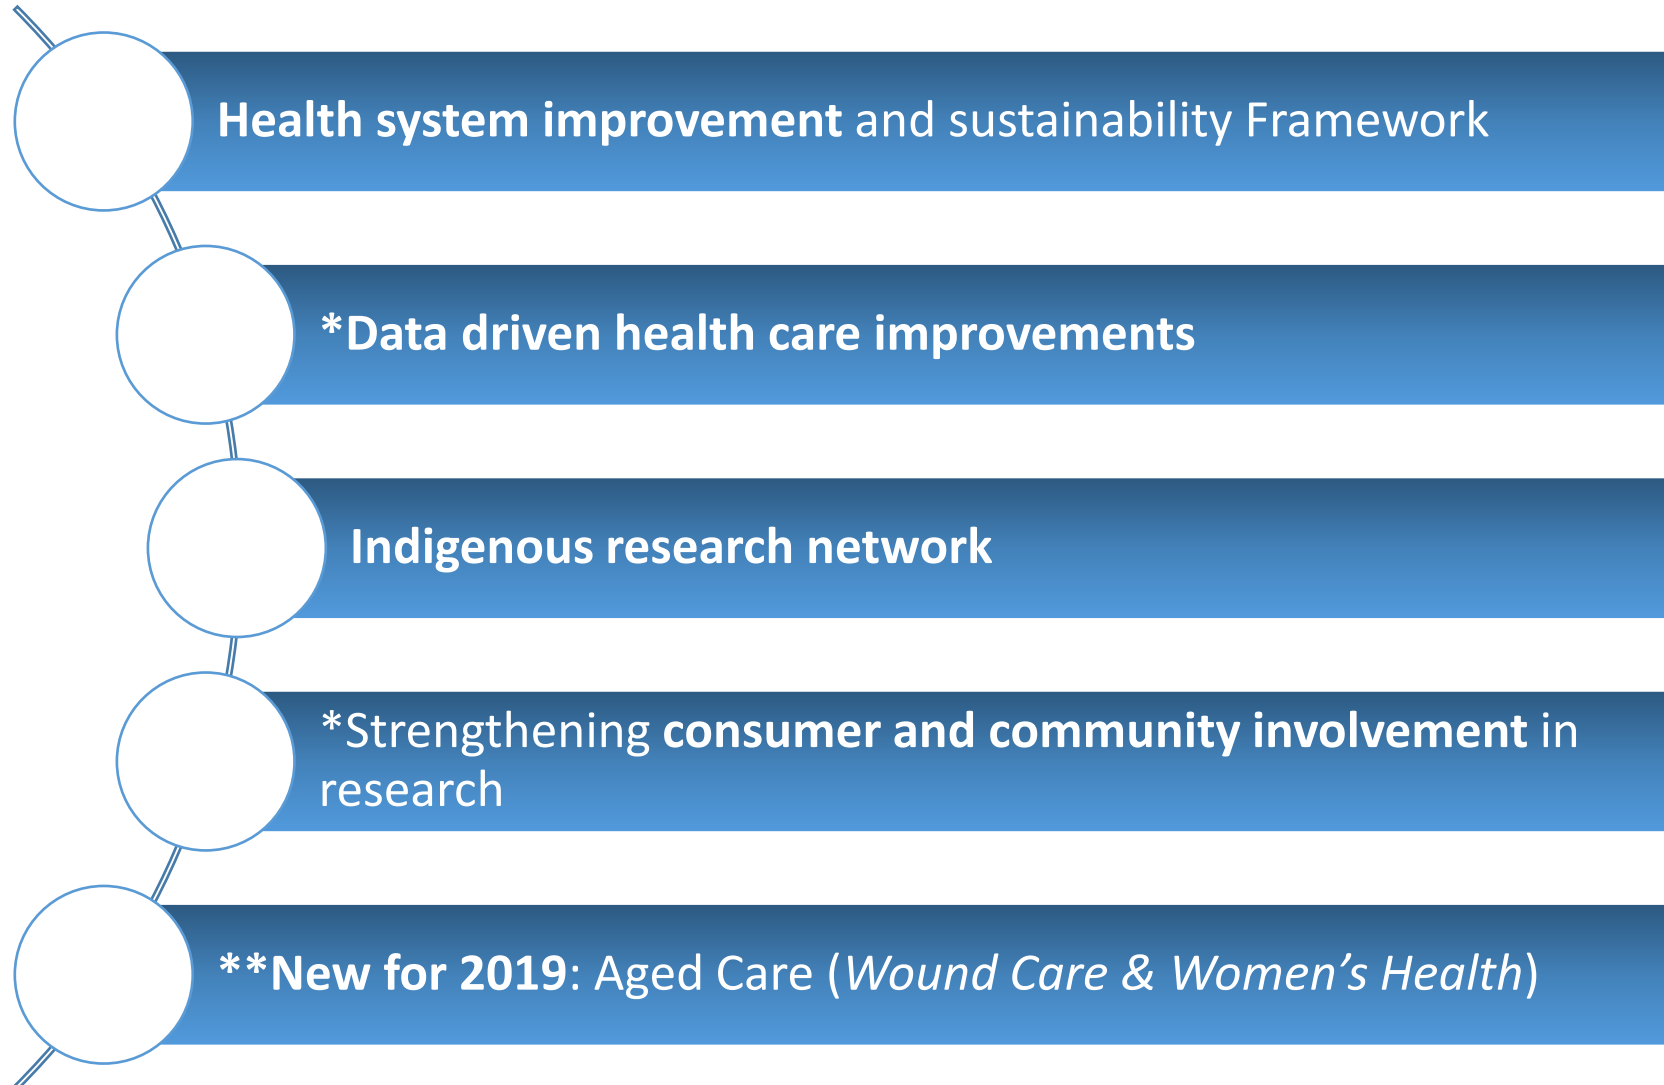 Health system improvement and sustainability Framework
*Data driven health care improvements
Indigenous research network
*Strengthening consumer and community involvement in
research
**New for 2019: Aged Care (Wound Care & Women’s Health)